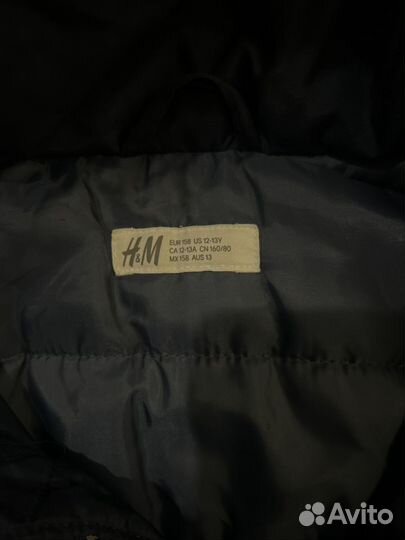 H&M
EUR 158 US 12-13Y
CA 12-13A CN 160/80
MX 158 AUS 13
Avito